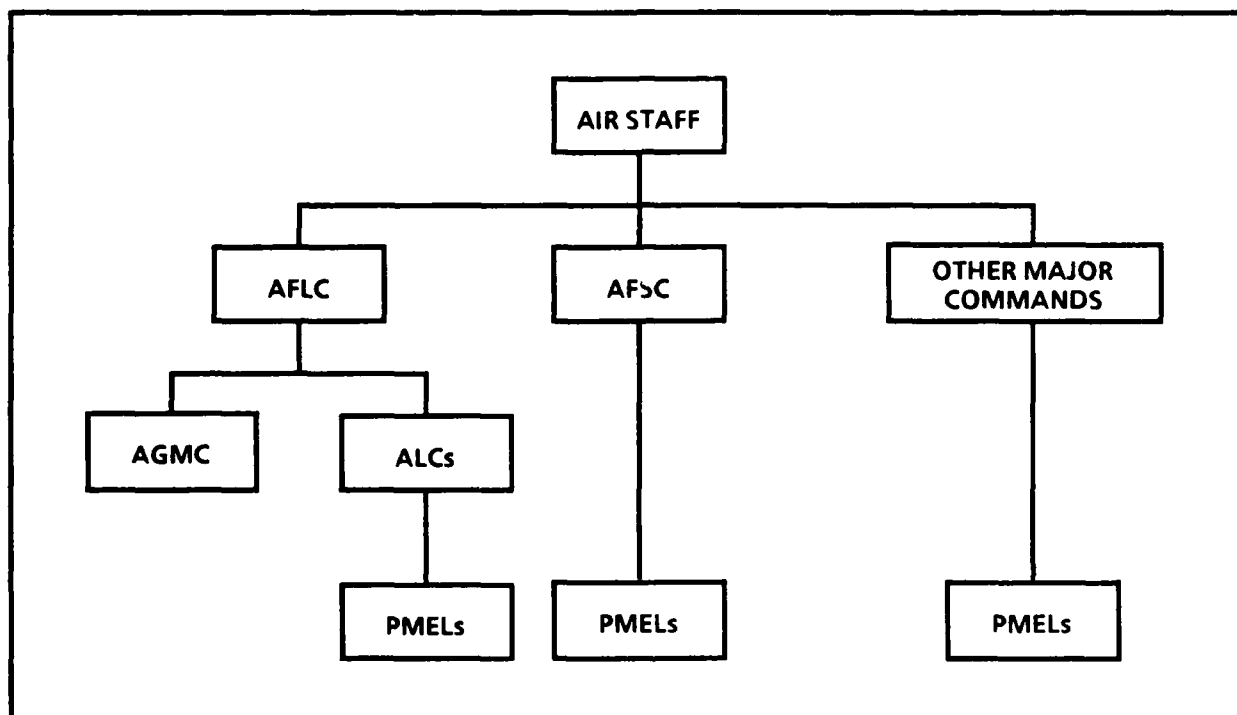 AIR STAFF
AFLC
AFSC
OTHER MAJOR
COMMANDS
AGMC
ALCs
PMELs
PMELs
PMELs